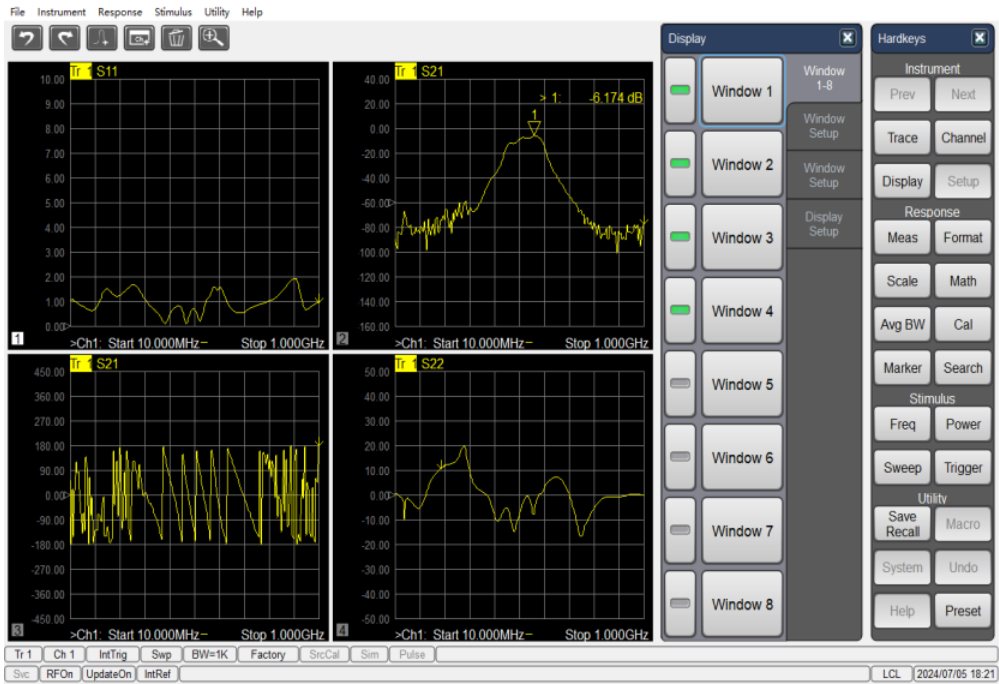 File Instrument Response Stimulus Utility Help
Tr 1 S11
10.00
9.00
8.00
7.00
6.00
5.00
4.00
3.00
2.00
1.00
0.00
1
>Ch1: Start 10.000MHz Stop 1.000GHz
Tr 1 S21
> 1: -6.174 dB
1
40.00
20.00
0.00
-20.00
-40.00
-60.00
-80.00
100.00
120.00
140.00
160.00
2
>Ch1: Start 10.000MHz Stop 1.000GHz
Tr 1 S21
450.00
360.00
270.00
180.00
90.00
0.00
-90.00
-180.00
-270.00
-360.00
-450.00
3
>Ch1: Start 10.000MHz Stop 1.000GHz
Tr 1 S22
50.00
40.00
30.00
20.00
10.00
0.00
-10.00
-20.00
-30.00
-40.00
-50.00
4
>Ch1: Start 10.000MHz Stop 1.000GHz
Display
Window 1
Window 2
Window 3
Window 4
Window 5
Window 6
Window 7
Window 8
Window
1-8
Window
Setup
Window
Setup
Display
Setup
Hardkeys
Instrument
Prev Next
Trace Channel
Display Setup
Response
Meas Format
Scale Math
Avg BW Cal
Marker Search
Stimulus
Freq Power
Sweep Trigger
Utility
Save
Recall Macro
System Undo
Help Preset
Tr 1 Ch 1 IntTrig Swp BW=1K Factory SrcCal Sim Pulse
Svc RFOn UpdateOn IntRef LCL 2024/07/05 18:21